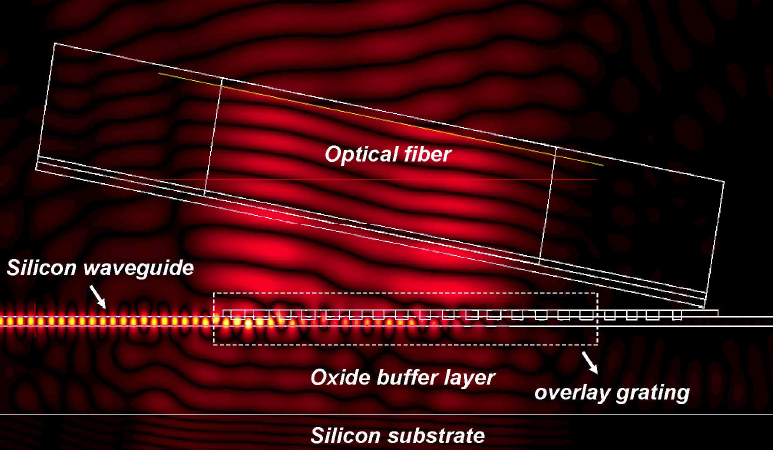 Optical fiber
Silicon waveguide
Oxide buffer layer
overlay grating
Silicon substrate